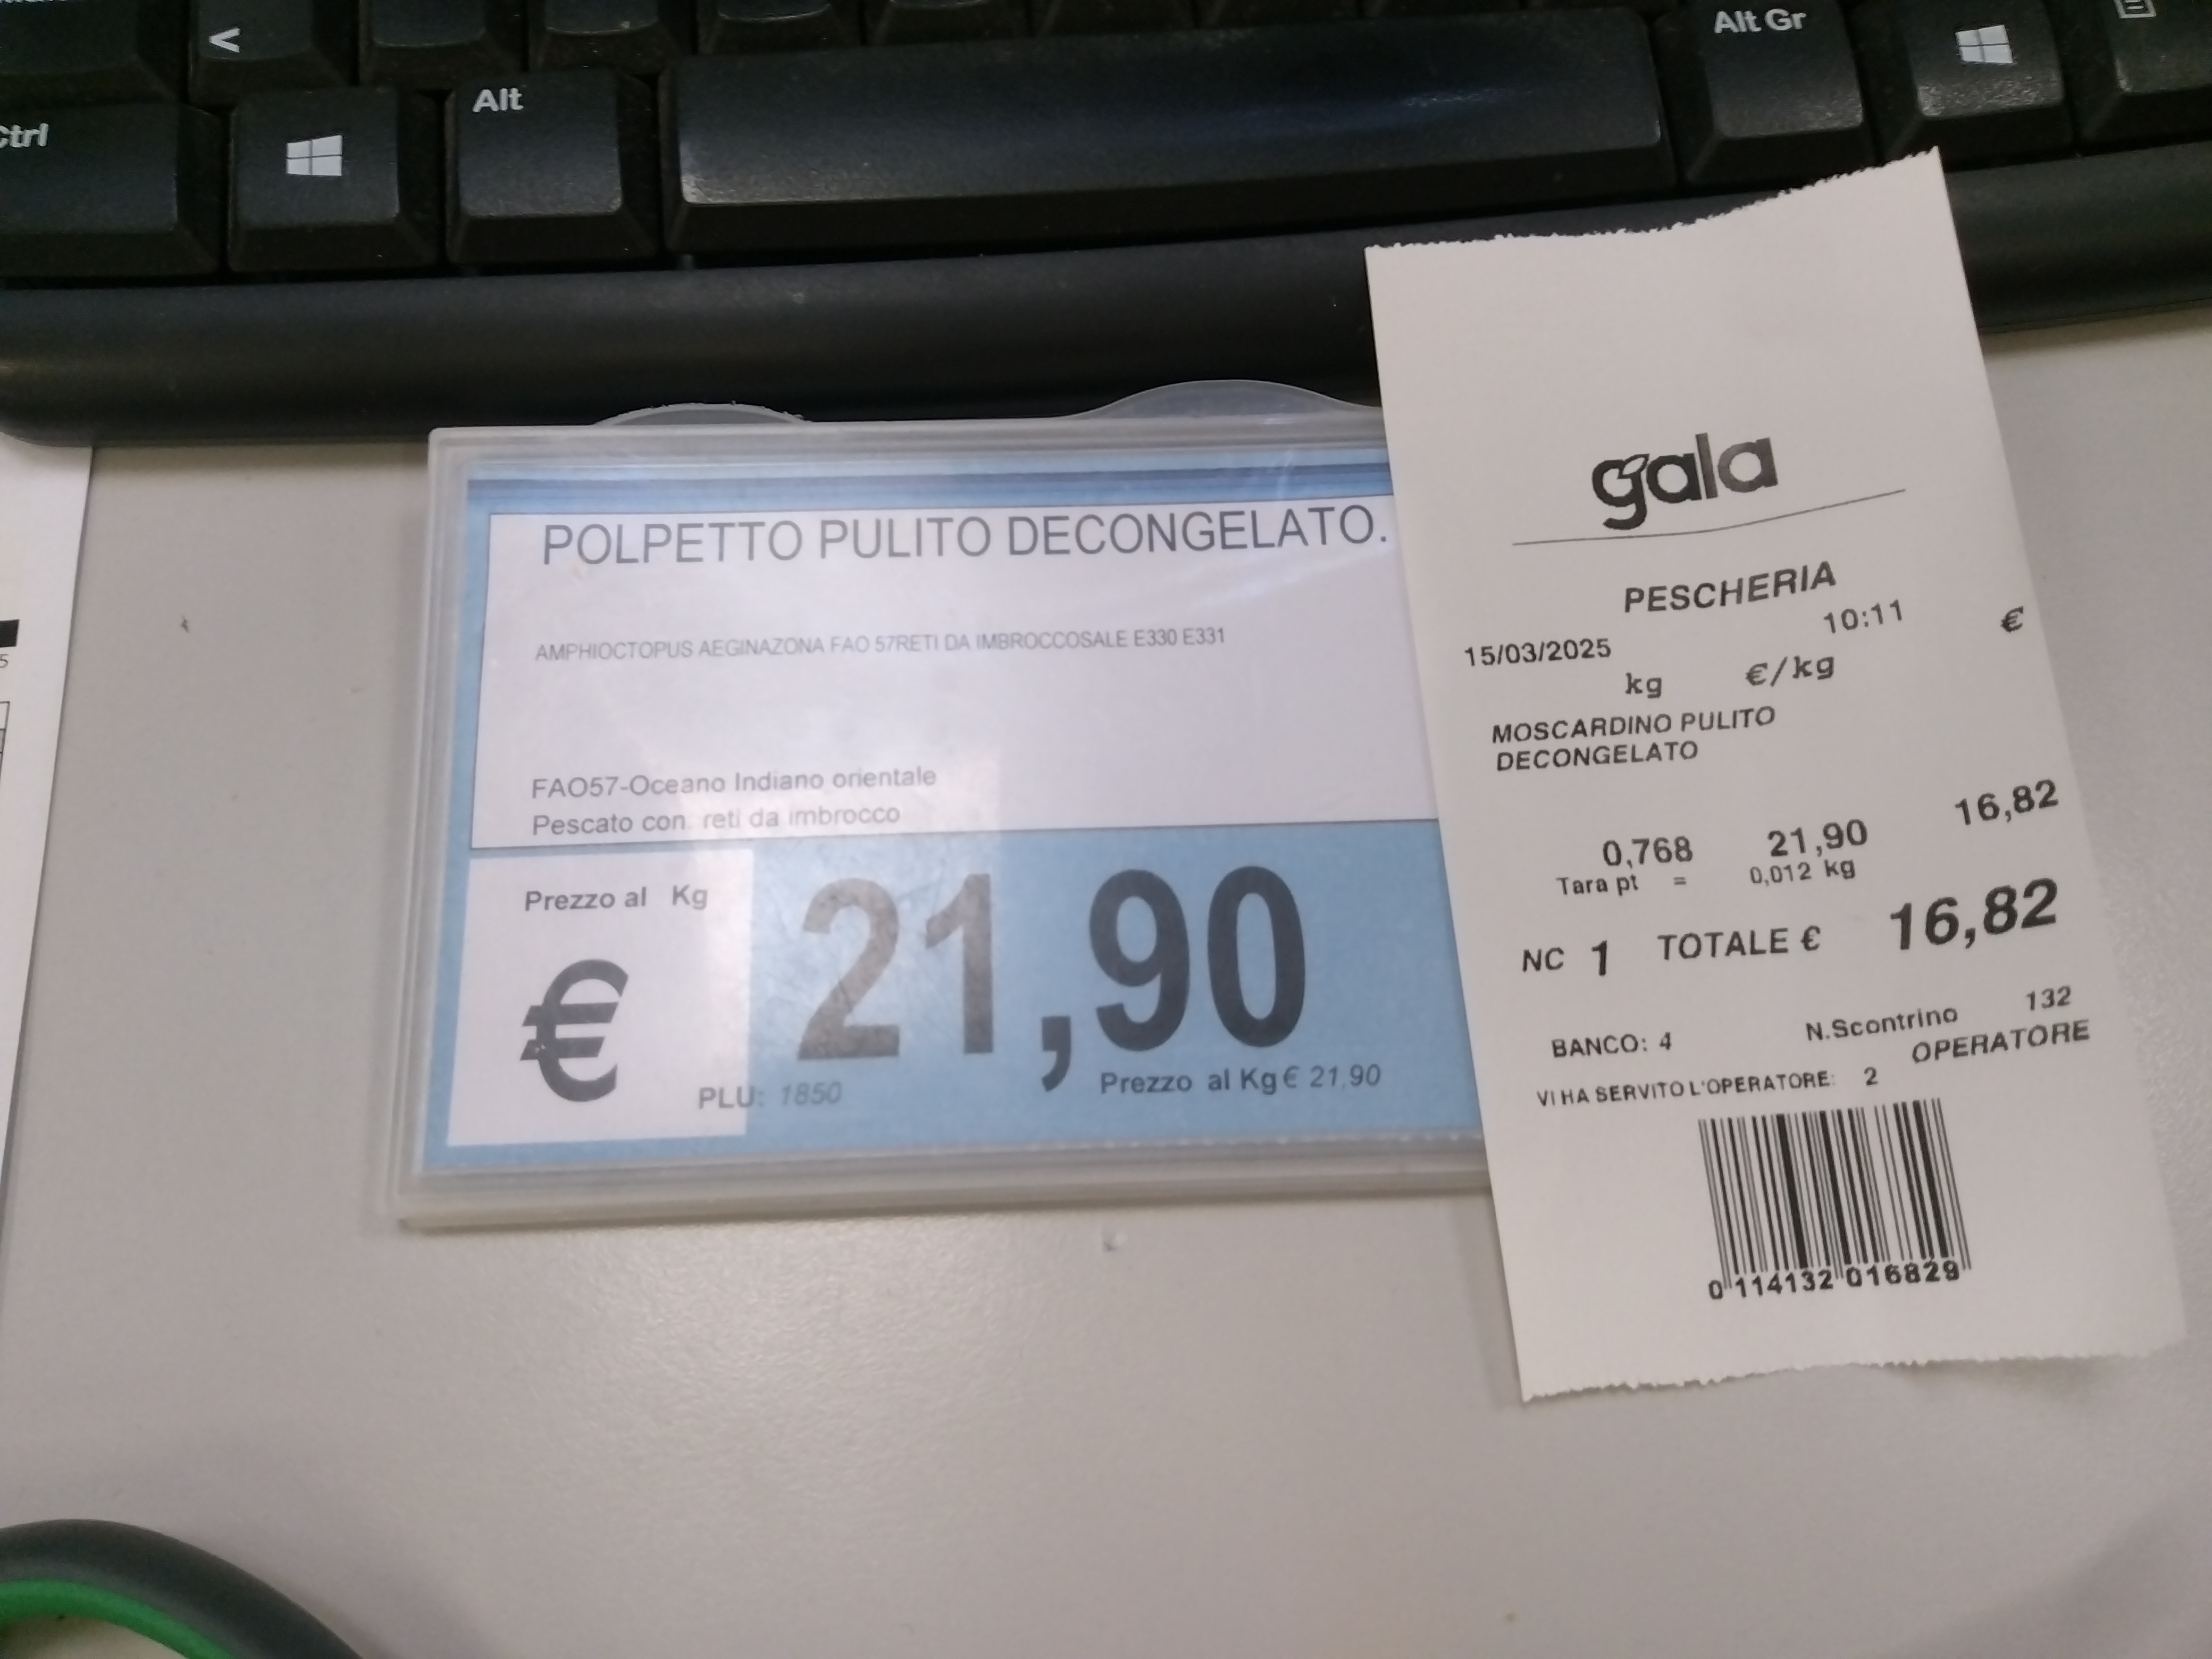 <
Alt Gr
Alt
Ctrl
POLPETTO PULITO DECONGELATO.
AMPHIOCTOPUS AEGINAZONA FAO 57RETI DA IMBROCCOSALE E330 E331
FAO57-Oceano Indiano orientale
Pescato con reti da imbrocco
Prezzo al Kg
€
21,90
PLU: 1850
Prezzo al Kg € 21,90
gala
PESCHERIA
15/03/2025 10:11 €
kg €/kg
MOSCARDINO PULITO
DECONGELATO
0,768 21,90 16,82
Tara pt = 0,012 kg
NC 1 TOTALE € 16,82
BANCO: 4 N.Scontrino 132
VI HA SERVITO L'OPERATORE: 2 OPERATORE
0 114132 016829
5